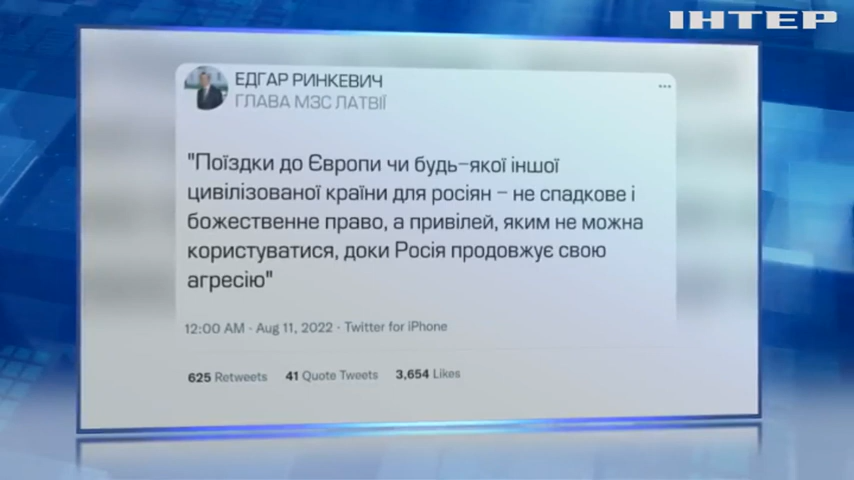 ІНТЕР
ЕДГАР РИНКЕВИЧ
ГЛАВА МЗС ЛАТВІЇ
"Поїздки до Європи чи будь-якої іншої
цивілізованої країни для росіян – не спадкове і
божественне право, а привілей, яким не можна
користуватися, доки Росія продовжує свою
агресію"
12:00 AM · Aug 11, 2022 · Twitter for iPhone
625 Retweets 41 Quote Tweets 3,654 Likes